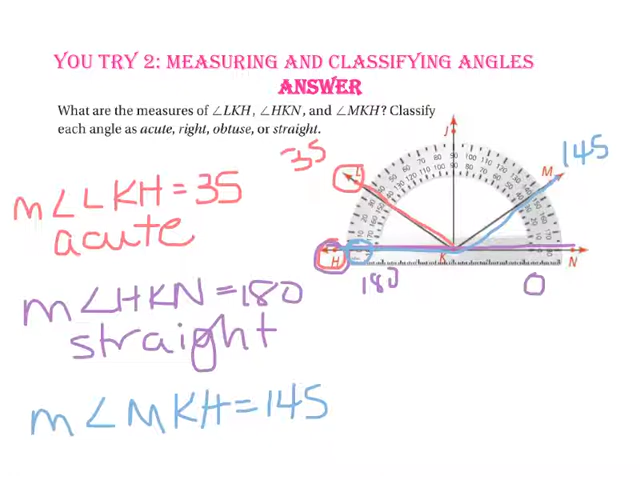 YOU TRY 2: MEASURING AND CLASSIFYING ANGLES
ANSWER
What are the measures of ∠LKH, ∠HKN, and ∠MKH? Classify
each angle as acute, right, obtuse, or straight.
J
35
145
L
M
m∠LKH = 35
acute
H
K
N
180
0
m∠HKN = 180
straight
m∠MKH = 145